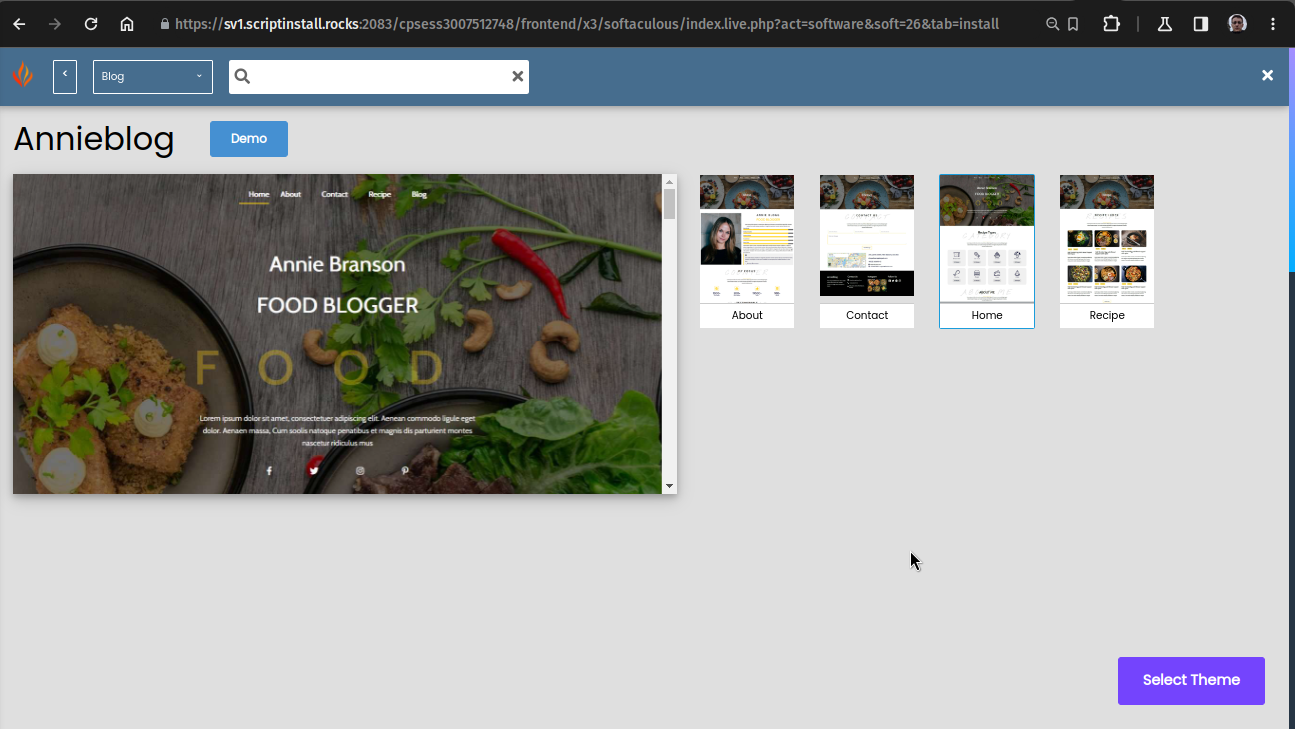 https://sv1.scriptinstall.rocks:2083/cpsess3007512748/frontend/x3/softaculous/index.live.php?act=software&soft=26&tab=install
Blog
Annieblog
Demo
Home About Contact Recipe Blog
Annie Branson
FOOD BLOGGER
FOOD
Lorem ipsum dolor sit amet, consectetuer adipiscing elit. Aenean commodo ligule eget
dolor. Aenaen massa, Cum soolis natoque penatibus et magnis dis parturient montes
nascetur ridiculus mus
About
Contact
Home
Recipe
Select Theme